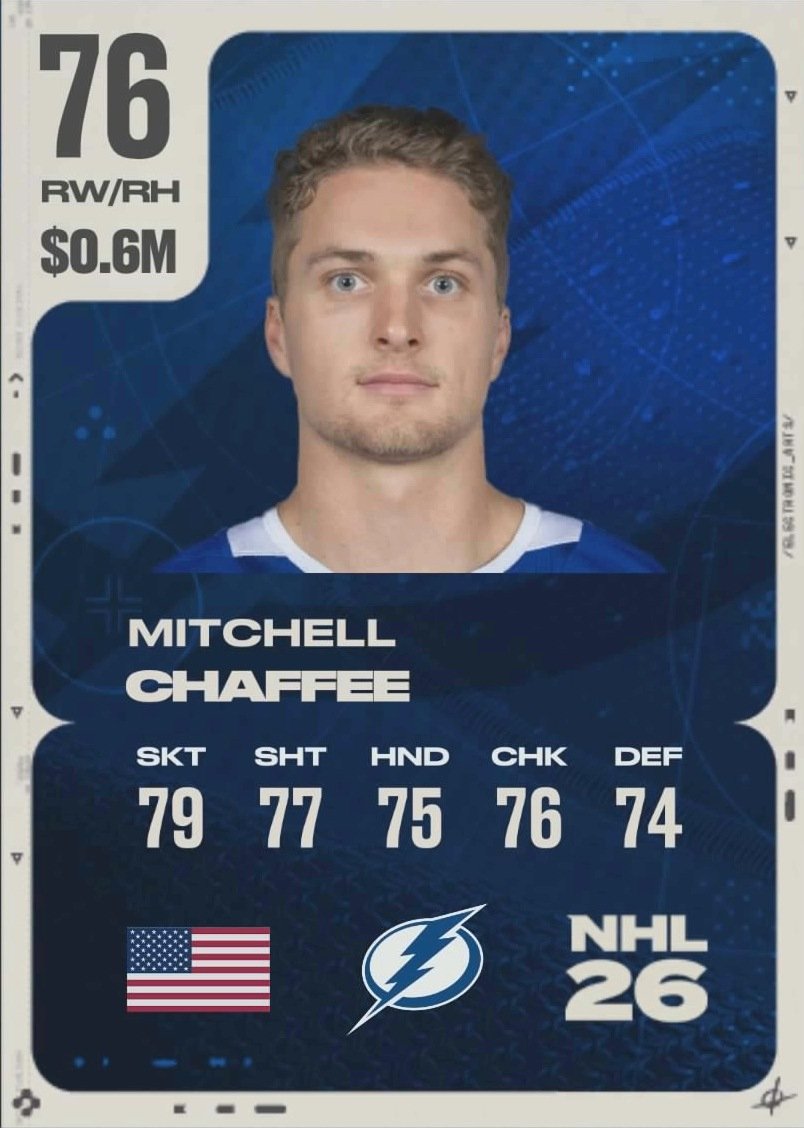 76
RW/RH
$0.6M
/ELECTRONIC_ARTS/
MITCHELL
CHAFFEE
SKT SHT HND CHK DEF
79 77 75 76 74
NHL
26